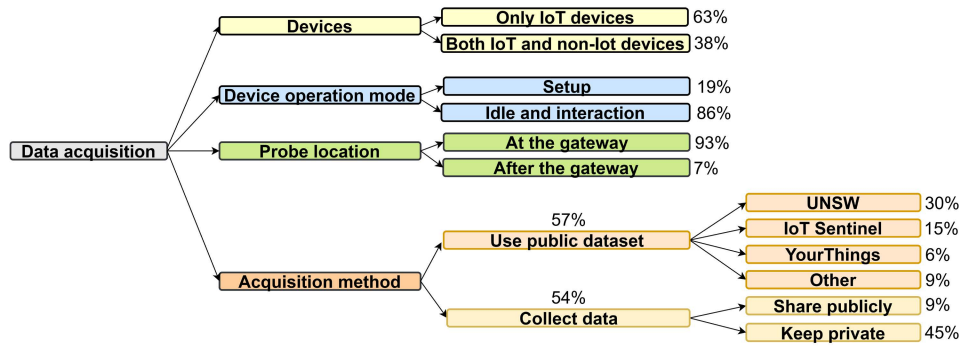 Devices
Only IoT devices 63%
Both IoT and non-Iot devices 38%
Device operation mode
Setup 19%
Idle and interaction 86%
Data acquisition
Probe location
At the gateway 93%
After the gateway 7%
Acquisition method
57%
Use public dataset
UNSW 30%
IoT Sentinel 15%
YourThings 6%
Other 9%
54%
Collect data
Share publicly 9%
Keep private 45%